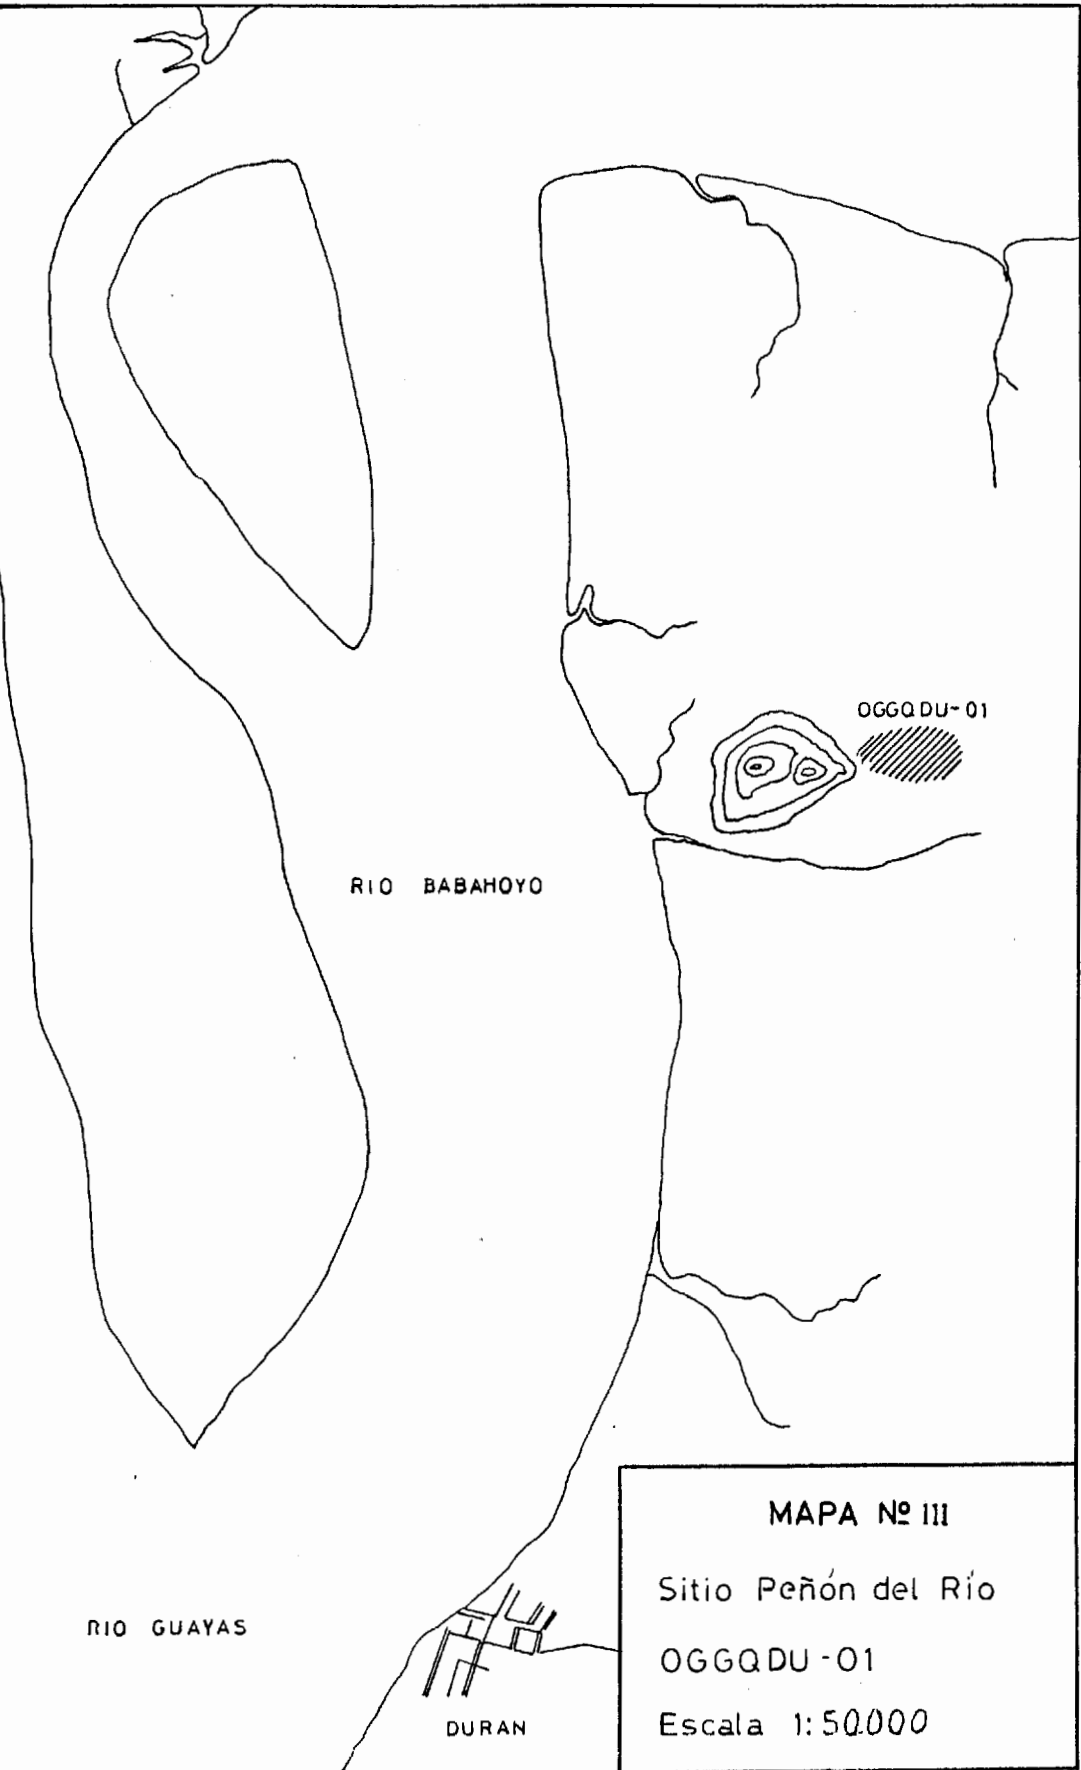 OGGQDU-01
RIO BABAHOYO
RIO GUAYAS
DURAN
MAPA Nº III
Sitio Peñón del Río
OGGQDU-01
Escala 1:50.000